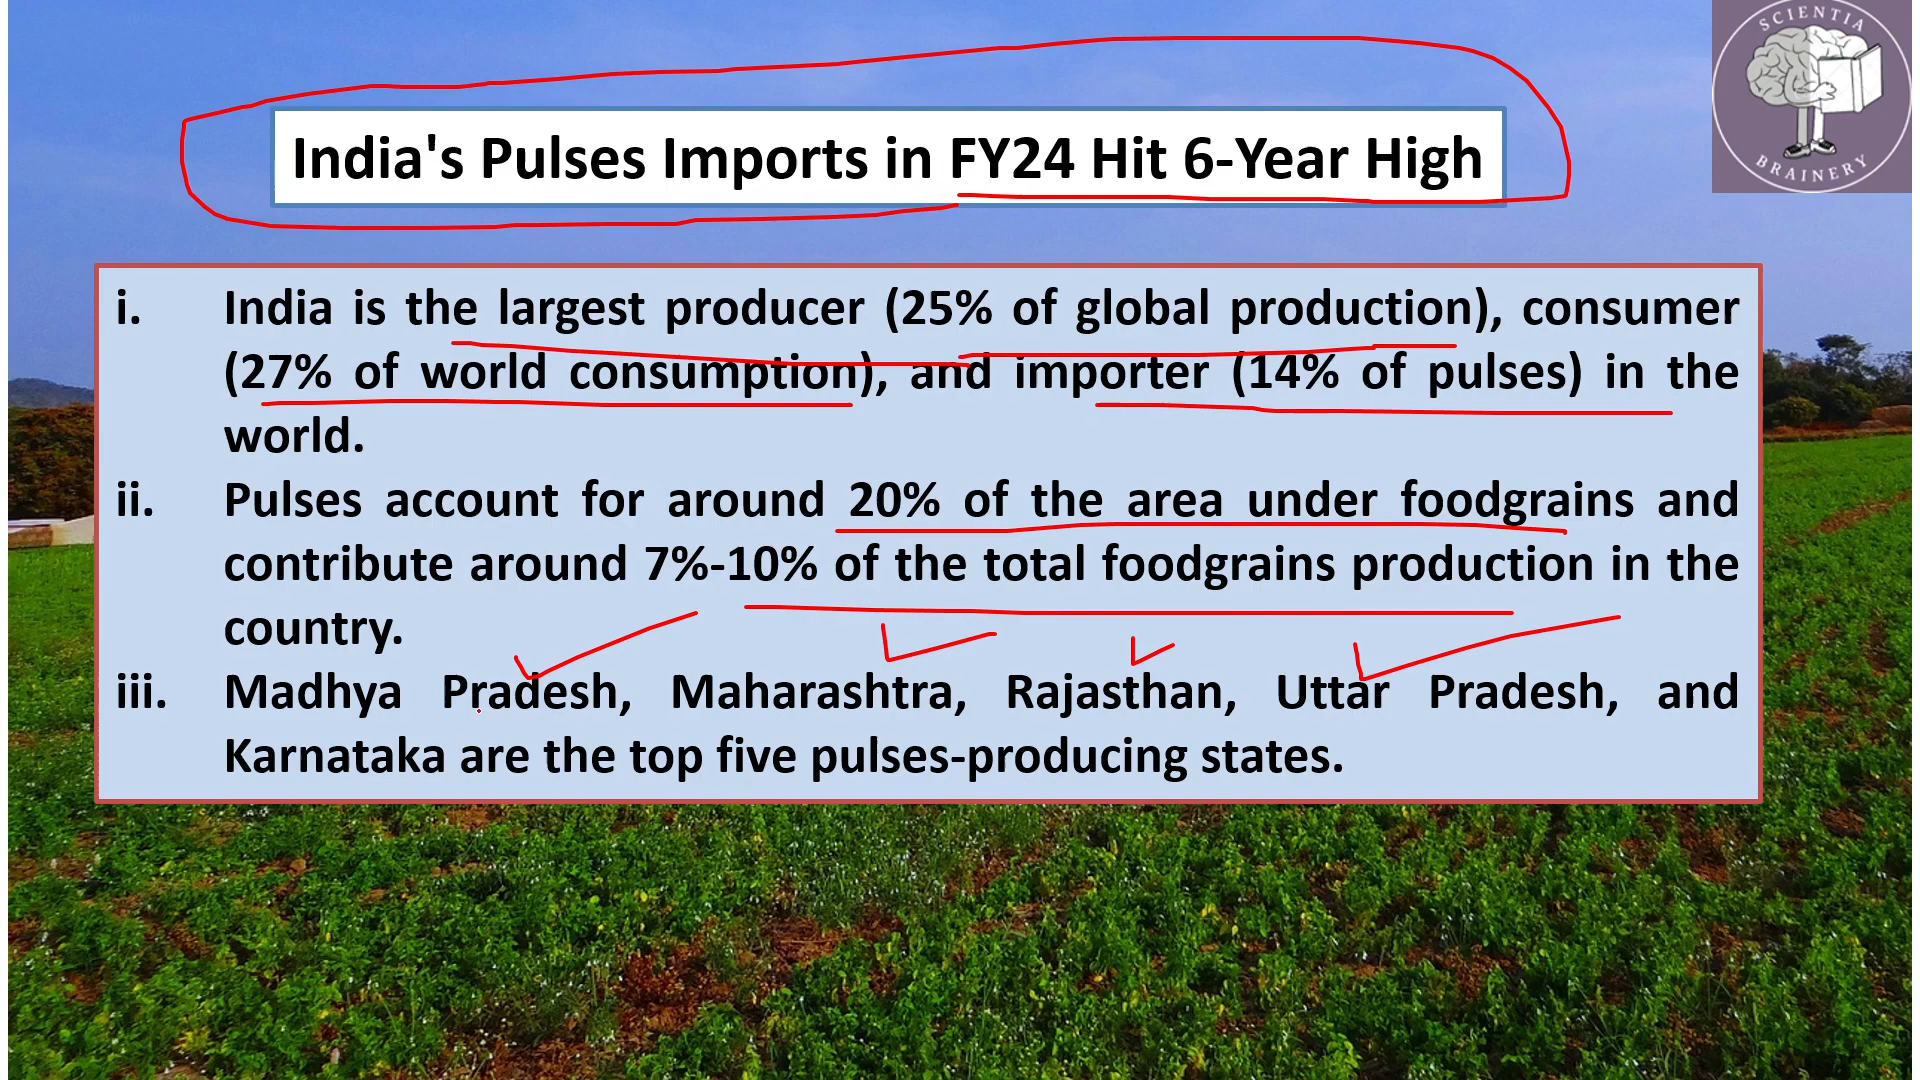 SCIENTIA
BRAINERY
India's Pulses Imports in FY24 Hit 6-Year High
i. India is the largest producer (25% of global production), consumer
(27% of world consumption), and importer (14% of pulses) in the
world.
ii. Pulses account for around 20% of the area under foodgrains and
contribute around 7%-10% of the total foodgrains production in the
country.
iii. Madhya Pradesh, Maharashtra, Rajasthan, Uttar Pradesh, and
Karnataka are the top five pulses-producing states.